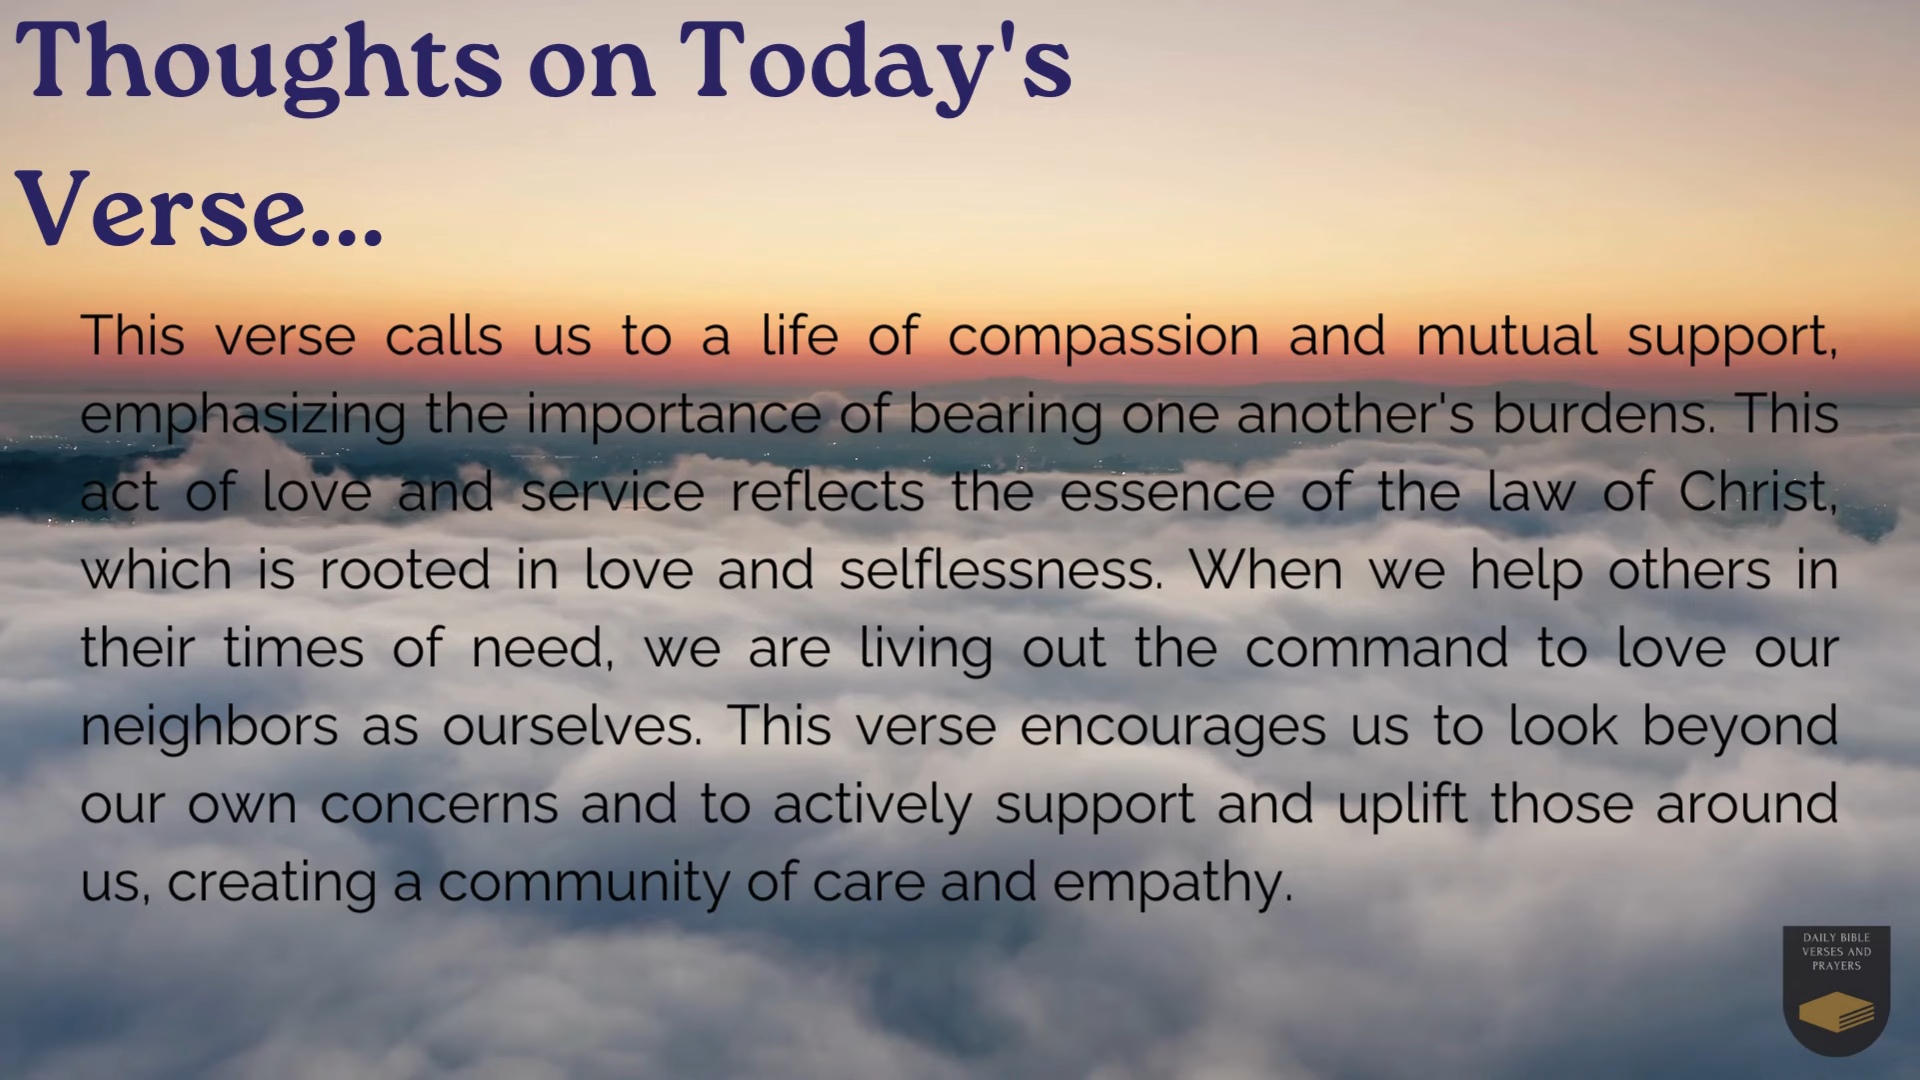 Thoughts on Today's
Verse...
This verse calls us to a life of compassion and mutual support,
emphasizing the importance of bearing one another's burdens. This
act of love and service reflects the essence of the law of Christ,
which is rooted in love and selflessness. When we help others in
their times of need, we are living out the command to love our
neighbors as ourselves. This verse encourages us to look beyond
our own concerns and to actively support and uplift those around
us, creating a community of care and empathy.
DAILY BIBLE
VERSES AND
PRAYERS